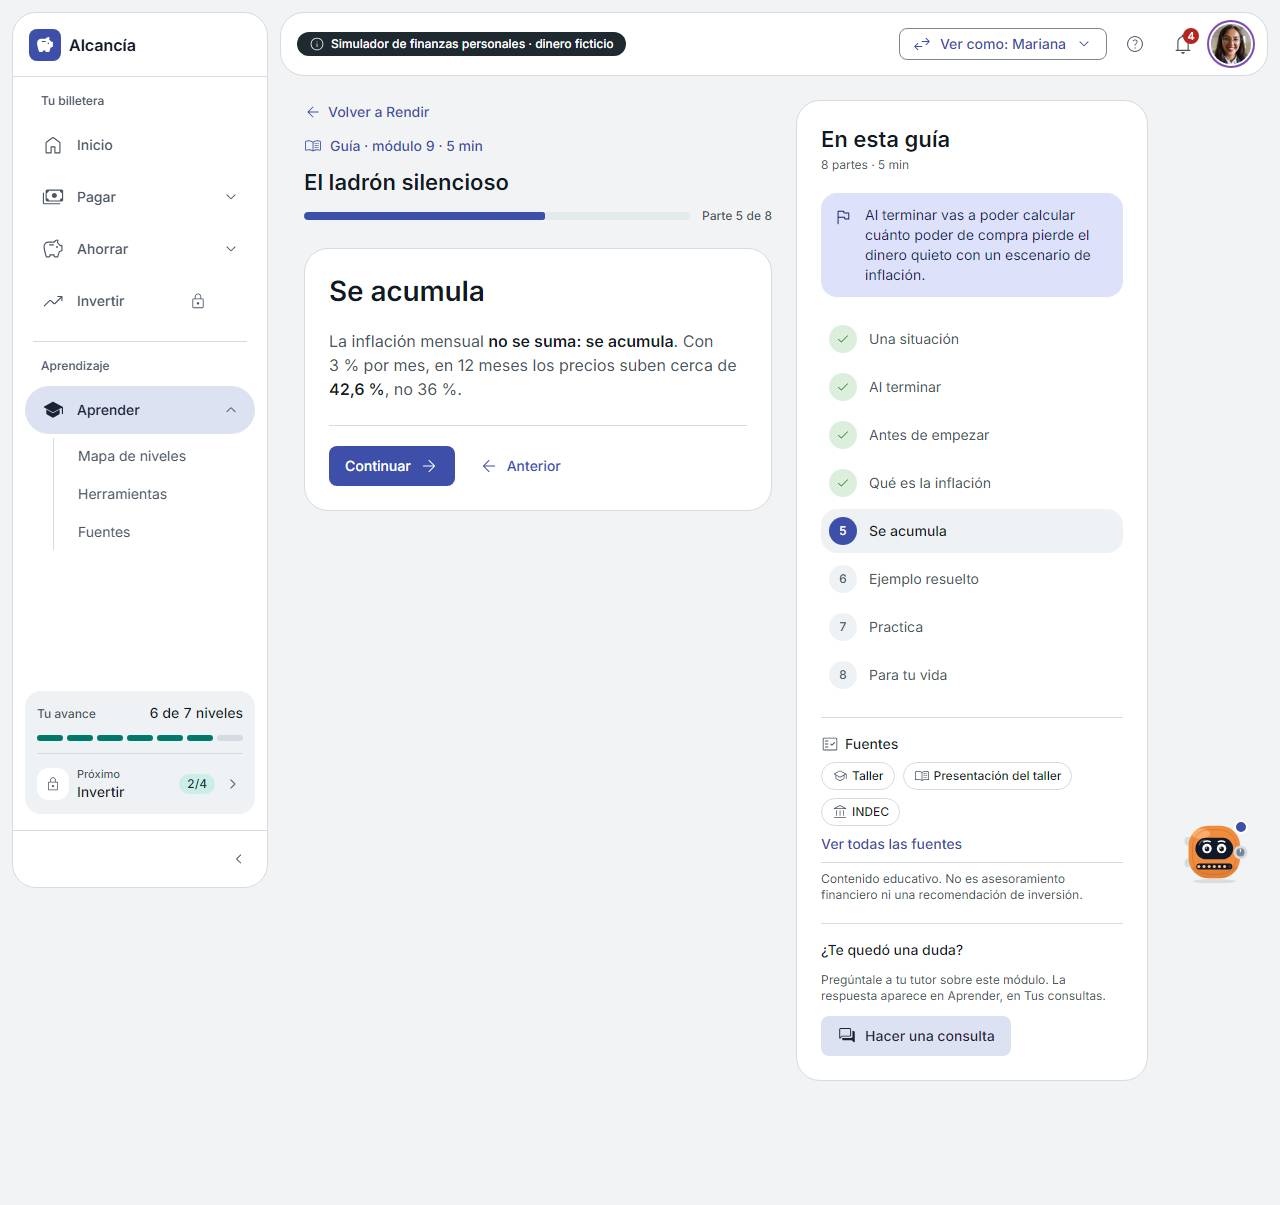 Alcancía
Tu billetera
Inicio
Pagar
Ahorrar
Invertir
Aprendizaje
Aprender
Mapa de niveles
Herramientas
Fuentes
Tu avance
6 de 7 niveles
Próximo
Invertir
2/4
Simulador de finanzas personales · dinero ficticio
Ver como: Mariana
4
Volver a Rendir
Guía · módulo 9 · 5 min
El ladrón silencioso
Parte 5 de 8
Se acumula
La inflación mensual no se suma: se acumula. Con
3 % por mes, en 12 meses los precios suben cerca de
42,6 %, no 36 %.
Continuar
Anterior
En esta guía
8 partes · 5 min
Al terminar vas a poder calcular
cuánto poder de compra pierde el
dinero quieto con un escenario de
inflación.
Una situación
Al terminar
Antes de empezar
Qué es la inflación
5 Se acumula
6 Ejemplo resuelto
7 Practica
8 Para tu vida
Fuentes
Taller
Presentación del taller
INDEC
Ver todas las fuentes
Contenido educativo. No es asesoramiento
financiero ni una recomendación de inversión.
¿Te quedó una duda?
Pregúntale a tu tutor sobre este módulo. La
respuesta aparece en Aprender, en Tus consultas.
Hacer una consulta